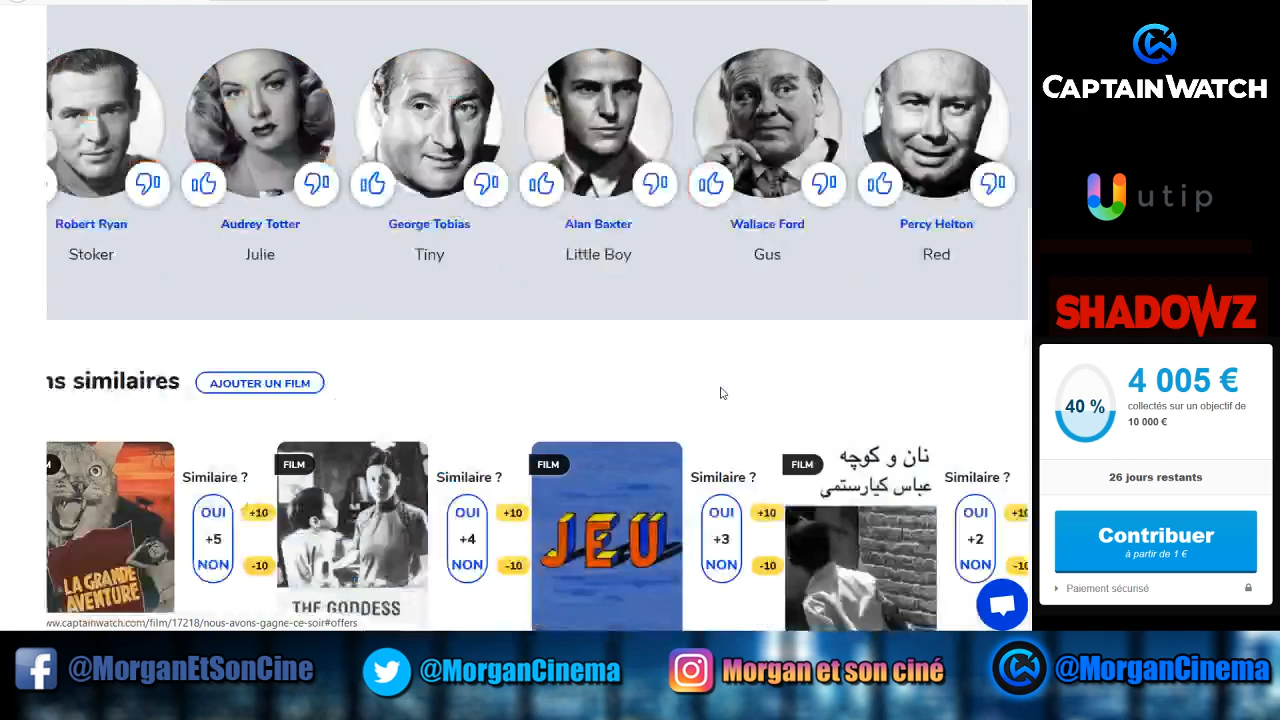 CAPTAINWATCH
utip
SHADOWZ
Robert Ryan
Audrey Totter
George Tobias
Alan Baxter
Wallace Ford
Percy Helton
Stoker
Julie
Tiny
Little Boy
Gus
Red
ns similaires
AJOUTER UN FILM
LA GRANDE
AVENTURE
FILM
THE GODDESS
FILM
JEU
FILM
نان و کوچه
عباس کیارستمی
Similaire ?
OUI
+5
NON
+10
-10
Similaire ?
OUI
+4
NON
+10
-10
Similaire ?
OUI
+3
NON
+10
-10
Similaire ?
OUI
+2
NON
ww.captainwatch.com/film/17218/nous-avons-gagne-ce-soir#offers
40 %
4 005 €
collectés sur un objectif de
10 000 €
26 jours restants
Contribuer
à partir de 1 €
Paiement sécurisé
@MorganEtSonCine
@MorganCinema
Morgan et son ciné
@MorganCinema